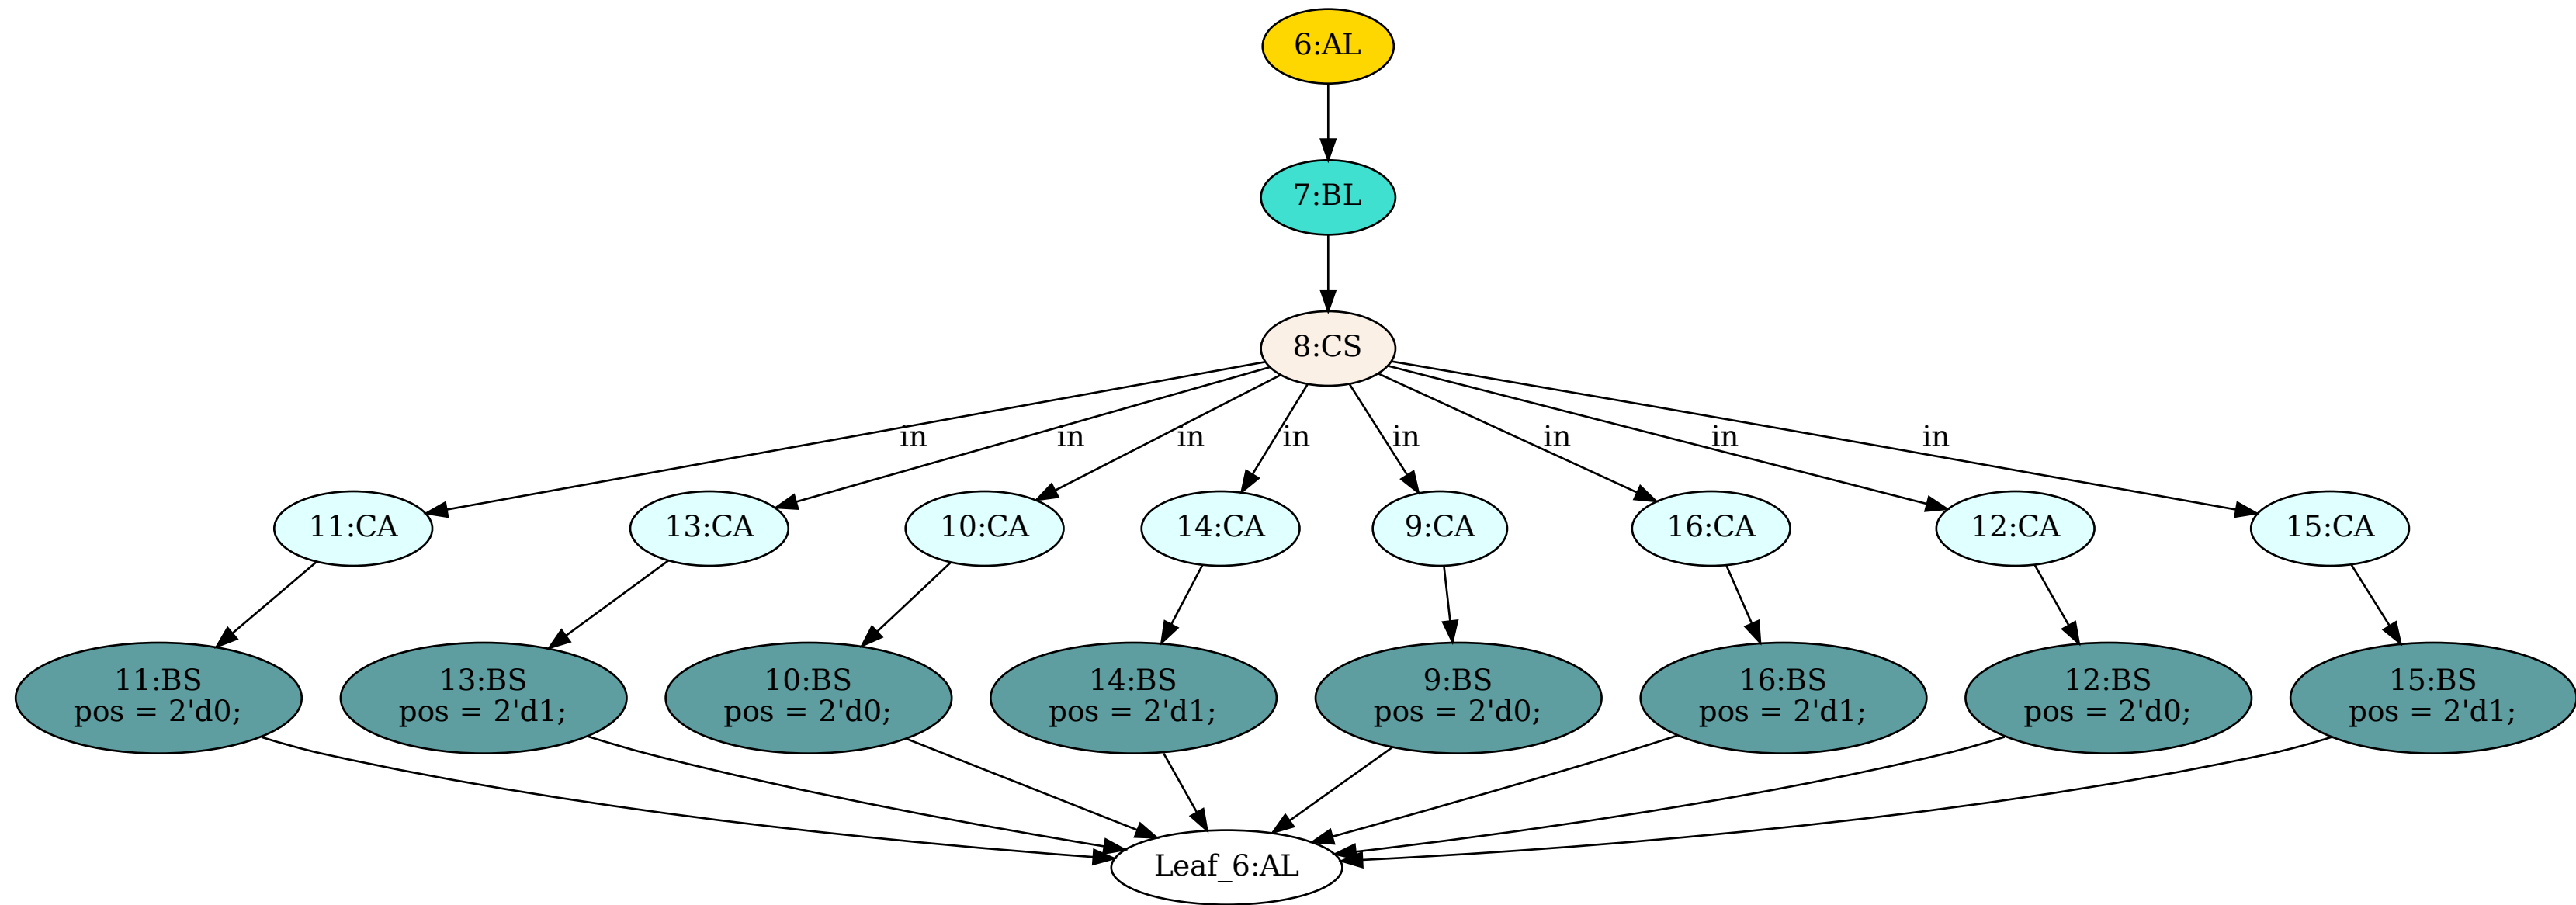 6:AL
7:BL
8:CS
in
in
in
in
in
in
in
in
11:CA
13:CA
10:CA
14:CA
9:CA
16:CA
12:CA
15:CA
11:BS
pos = 2'd0;
13:BS
pos = 2'd1;
10:BS
pos = 2'd0;
14:BS
pos = 2'd1;
9:BS
pos = 2'd0;
16:BS
pos = 2'd1;
12:BS
pos = 2'd0;
15:BS
pos = 2'd1;
Leaf_6:AL